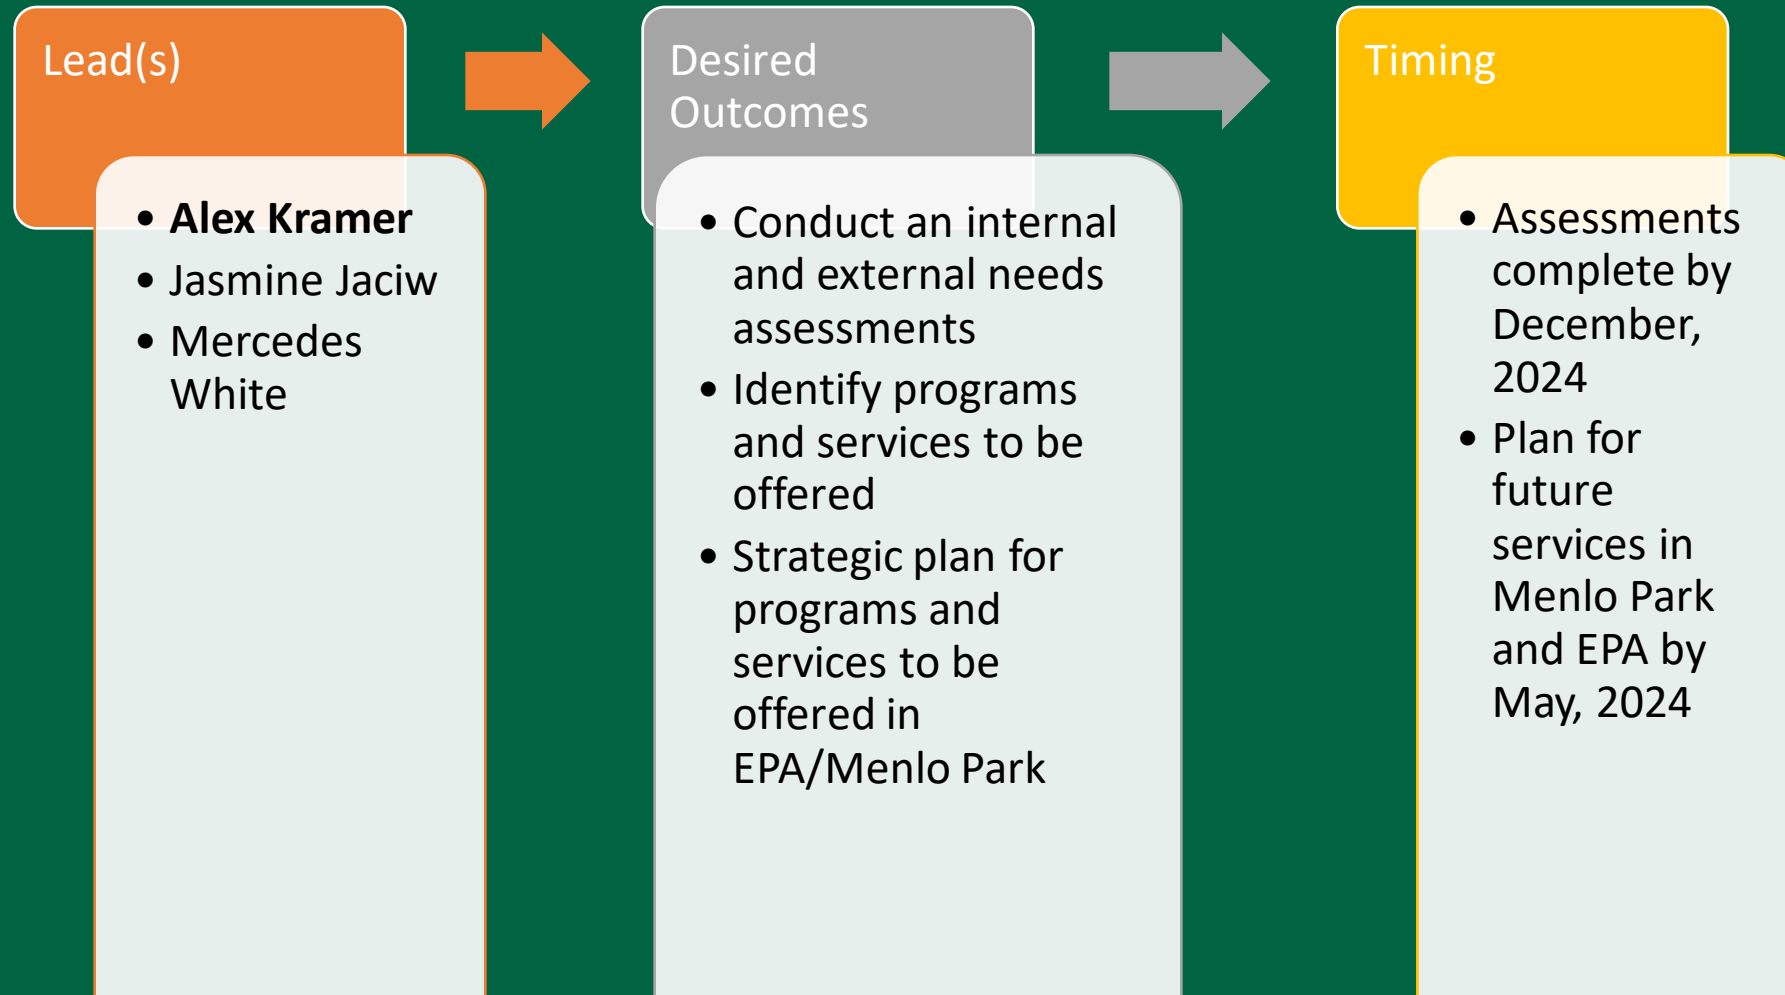 Lead(s)
• Alex Kramer
• Jasmine Jaciw
• Mercedes
White
Desired
Outcomes
• Conduct an internal
and external needs
assessments
• Identify programs
and services to be
offered
• Strategic plan for
programs and
services to be
offered in
EPA/Menlo Park
Timing
• Assessments
complete by
December,
2024
• Plan for
future
services in
Menlo Park
and EPA by
May, 2024